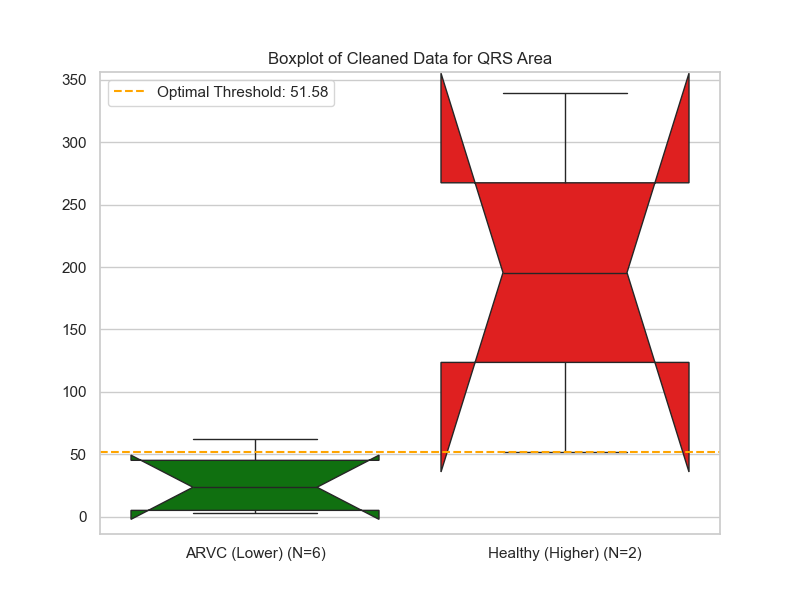 Boxplot of Cleaned Data for QRS Area
Optimal Threshold: 51.58
350
300
250
200
150
100
50
0
ARVC (Lower) (N=6)
Healthy (Higher) (N=2)